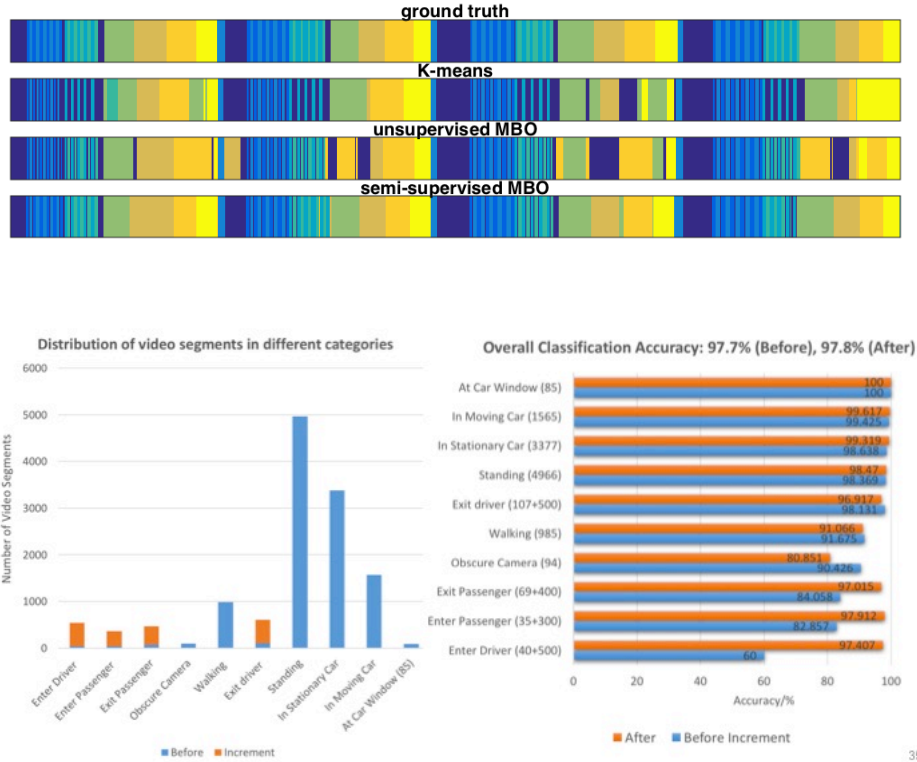 ground truth
K-means
unsupervised MBO
semi-supervised MBO
Distribution of video segments in different categories
6000
5000
4000
3000
2000
1000
0
Number of Video Segments
Enter Driver
Enter Passenger
Exit Passenger
Obscure Camera
Walking
Exit driver
Standing
In Stationary Car
In Moving Car
At Car Window (85)
Before
Increment
Overall Classification Accuracy: 97.7% (Before), 97.8% (After)
At Car Window (85)
100
100
In Moving Car (1565)
99.617
99.425
In Stationary Car (3377)
99.319
98.638
Standing (4966)
98.47
98.369
Exit driver (107+500)
96.917
98.131
Walking (985)
91.066
91.675
Obscure Camera (94)
80.851
90.426
Exit Passenger (69+400)
97.015
84.058
Enter Passenger (35+300)
97.912
82.857
Enter Driver (40+500)
97.407
60
0 20 40 60 80 100
Accuracy/%
After
Before Increment